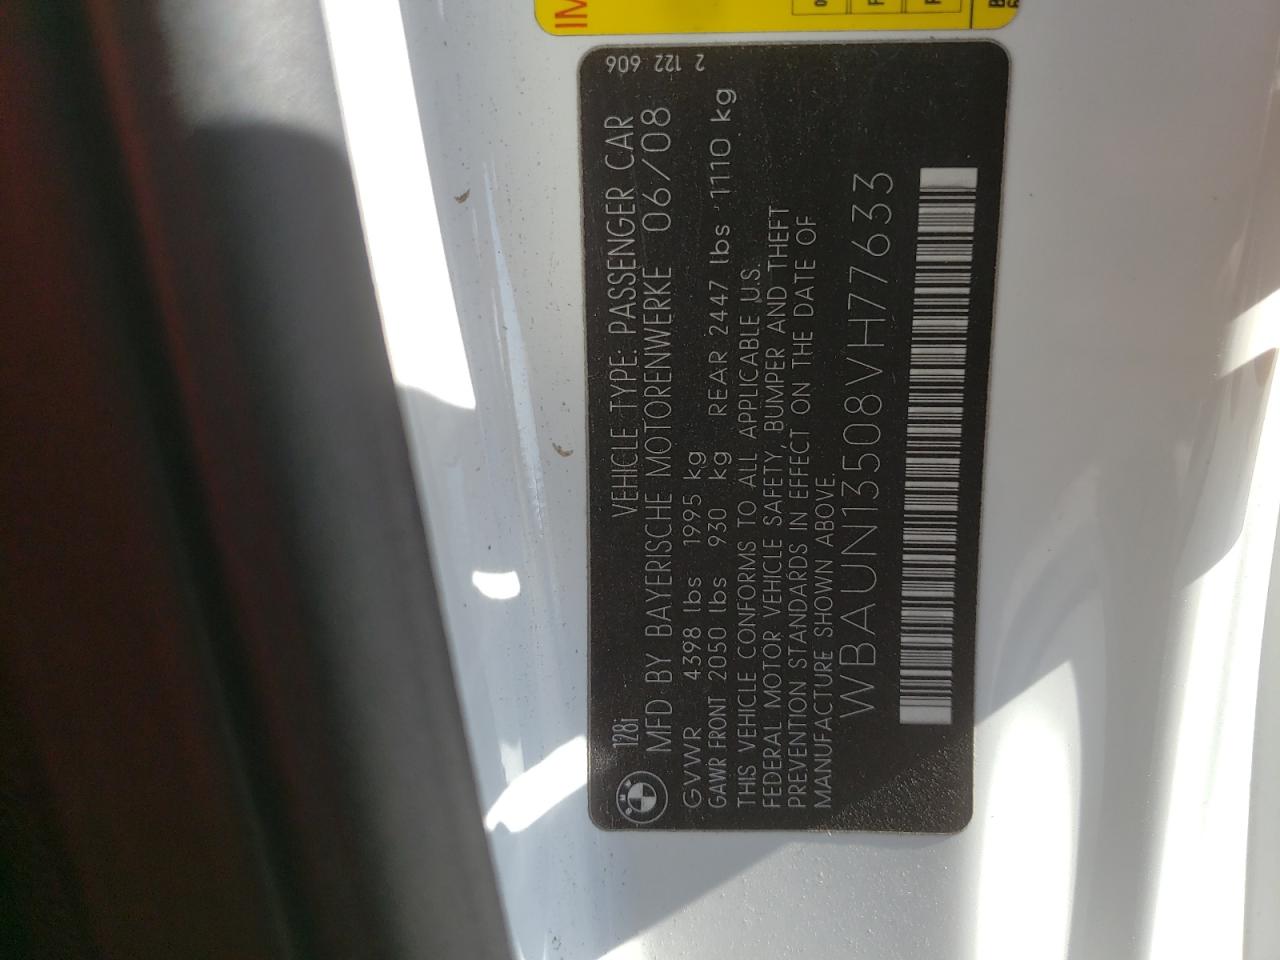 128i
VEHICLE TYPE: PASSENGER CAR
2 122 606
MFD BY BAYERISCHE MOTORENWERKE 06/08
GVWR 4398 lbs 1995 kg
GAWR FRONT 2050 lbs 930 kg REAR 2447 lbs 1110 kg
THIS VEHICLE CONFORMS TO ALL APPLICABLE U.S.
FEDERAL MOTOR VEHICLE SAFETY, BUMPER AND THEFT
PREVENTION STANDARDS IN EFFECT ON THE DATE OF
MANUFACTURE SHOWN ABOVE.
WBAUN13508VH77633